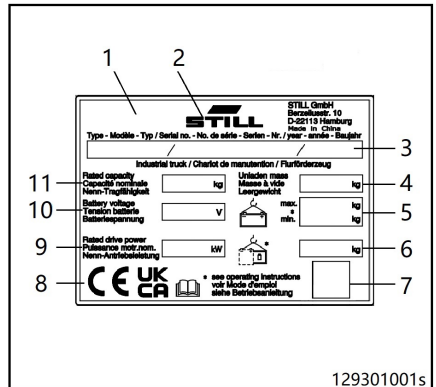 1
2
STILL
STILL GmbH
Berzeliusstr. 10
D-22113 Hamburg
Made in China
Type - Modèle - Typ / Serial no. - No. de série - Serien - Nr. / year - année - Baujahr
/ /
3
Industrial truck / Chariot de manutention / Flurförderzeug
11
Rated capacity
Capacité nominale
Nenn-Tragfähigkeit
kg
Unladen mass
Masse à vide
Leergewicht
kg
4
10
Battery voltage
Tension batterie
Batteriespannung
V
max.
*
min.
kg
kg
5
9
Rated drive power
Puissance motr.nom.
Nenn-Antriebsleistung
kW
*
kg
6
8
CE UK
CA
* see operating instructions
voir Mode d'emploi
siehe Betriebsanleitung
7
129301001s